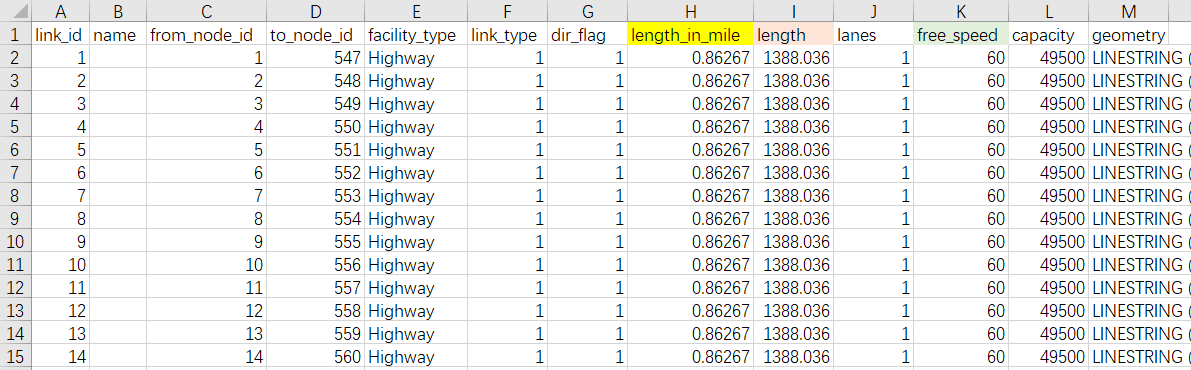 A B C D E F G H I J K L M
1 link_id name from_node_id to_node_id facility_type link_type dir_flag length_in_mile length lanes free_speed capacity geometry
2 1 1 547 Highway 1 1 0.86267 1388.036 1 60 49500 LINESTRING (
3 2 2 548 Highway 1 1 0.86267 1388.036 1 60 49500 LINESTRING (
4 3 3 549 Highway 1 1 0.86267 1388.036 1 60 49500 LINESTRING (
5 4 4 550 Highway 1 1 0.86267 1388.036 1 60 49500 LINESTRING (
6 5 5 551 Highway 1 1 0.86267 1388.036 1 60 49500 LINESTRING (
7 6 6 552 Highway 1 1 0.86267 1388.036 1 60 49500 LINESTRING (
8 7 7 553 Highway 1 1 0.86267 1388.036 1 60 49500 LINESTRING (
9 8 8 554 Highway 1 1 0.86267 1388.036 1 60 49500 LINESTRING (
10 9 9 555 Highway 1 1 0.86267 1388.036 1 60 49500 LINESTRING (
11 10 10 556 Highway 1 1 0.86267 1388.036 1 60 49500 LINESTRING (
12 11 11 557 Highway 1 1 0.86267 1388.036 1 60 49500 LINESTRING (
13 12 12 558 Highway 1 1 0.86267 1388.036 1 60 49500 LINESTRING (
14 13 13 559 Highway 1 1 0.86267 1388.036 1 60 49500 LINESTRING (
15 14 14 560 Highway 1 1 0.86267 1388.036 1 60 49500 LINESTRING (